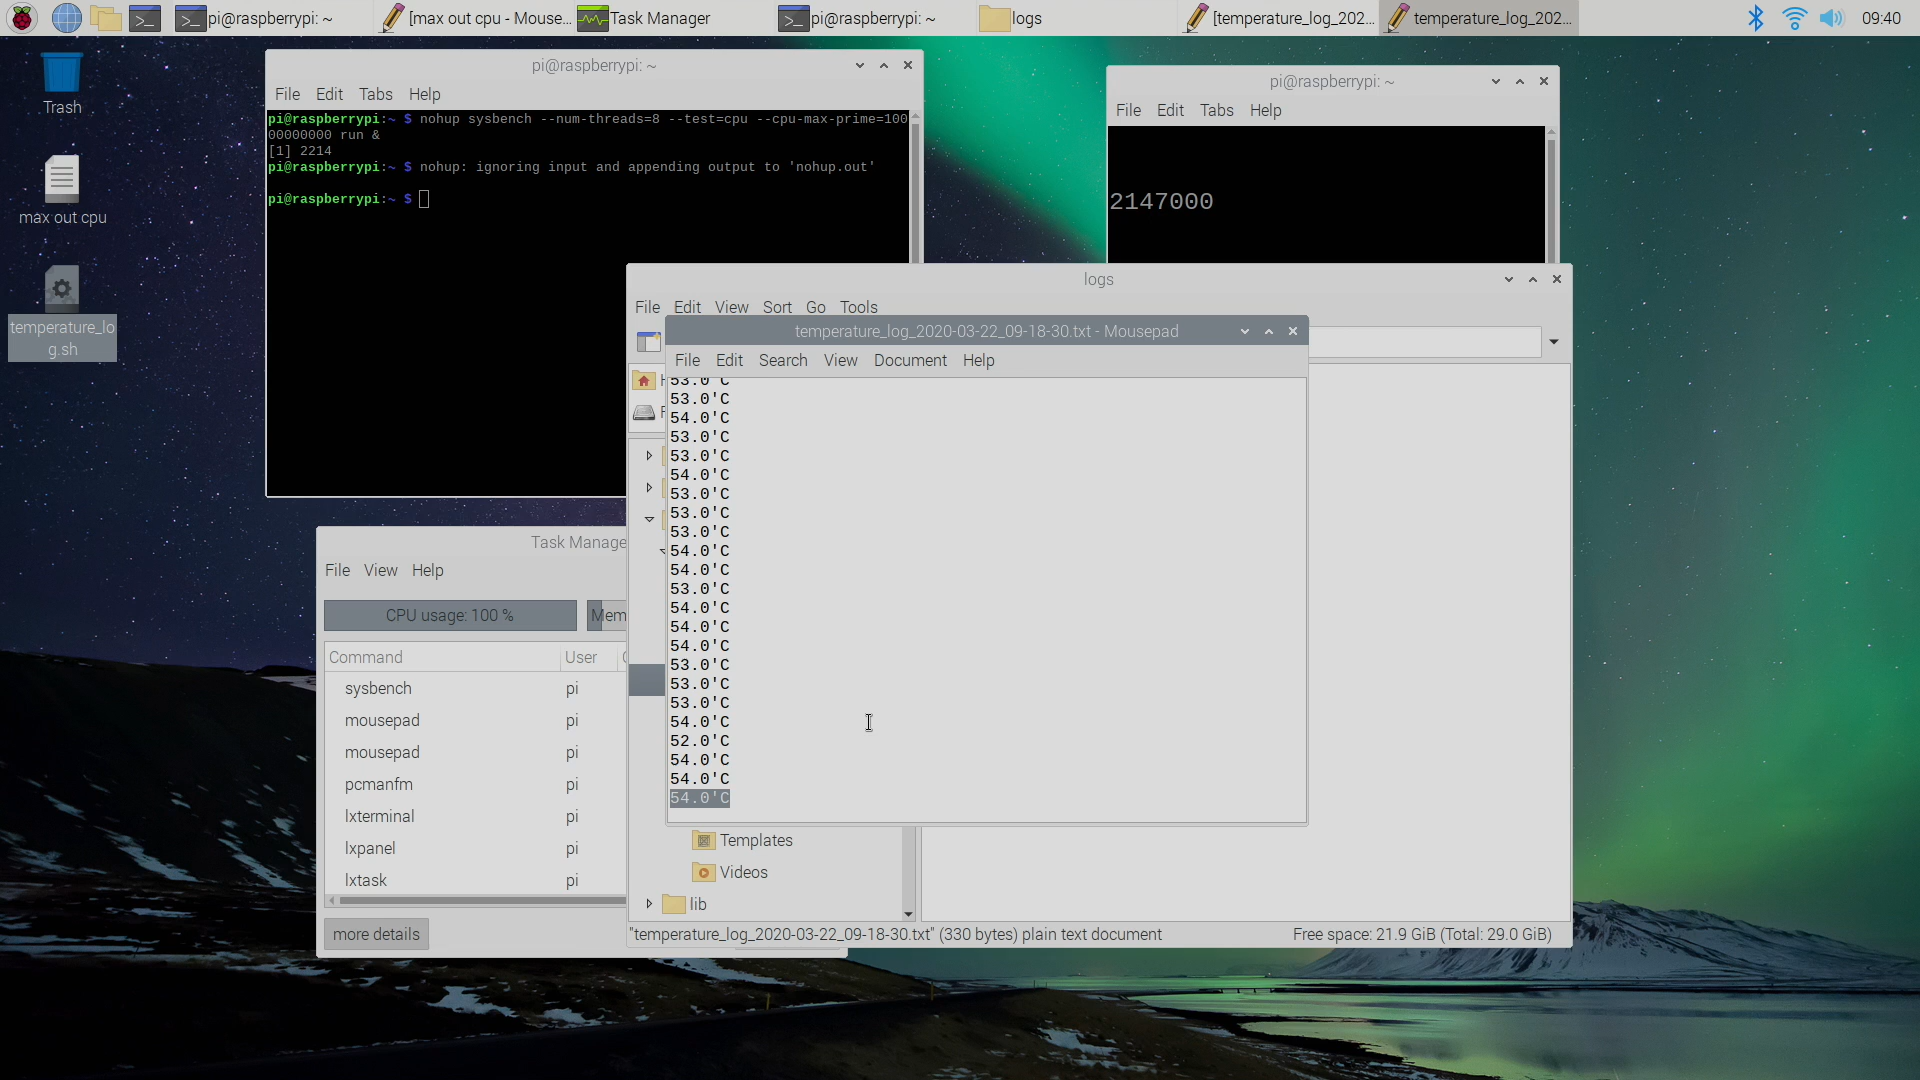 pi@raspberrypi: ~
[max out cpu - Mouse...
Task Manager
pi@raspberrypi: ~
logs
[temperature_log_202...
temperature_log_202...
09:40
Trash
max out cpu
temperature_lo
g.sh
pi@raspberrypi: ~
File Edit Tabs Help
pi@raspberrypi:~ $ nohup sysbench --num-threads=8 --test=cpu --cpu-max-prime=100
00000000 run &
[1] 2214
pi@raspberrypi:~ $ nohup: ignoring input and appending output to 'nohup.out'
pi@raspberrypi:~ $
pi@raspberrypi: ~
File Edit Tabs Help
2147000
logs
File Edit View Sort Go Tools
temperature_log_2020-03-22_09-18-30.txt - Mousepad
File Edit Search View Document Help
53.0'C
53.0'C
54.0'C
53.0'C
53.0'C
54.0'C
53.0'C
53.0'C
53.0'C
54.0'C
54.0'C
53.0'C
54.0'C
54.0'C
54.0'C
53.0'C
53.0'C
53.0'C
54.0'C
52.0'C
54.0'C
54.0'C
54.0'C
Templates
Videos
lib
"temperature_log_2020-03-22_09-18-30.txt" (330 bytes) plain text document
Free space: 21.9 GiB (Total: 29.0 GiB)
Task Manage
File View Help
CPU usage: 100 %
Mem
Command User
sysbench pi
mousepad pi
mousepad pi
pcmanfm pi
lxterminal pi
lxpanel pi
lxtask pi
more details